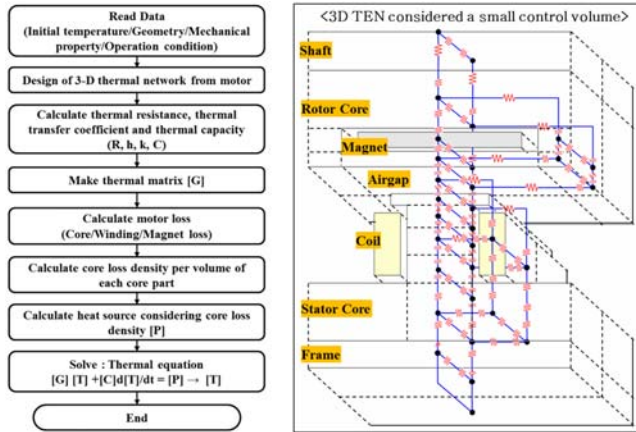 Read Data
(Initial temperature/Geometry/Mechanical
property/Operation condition/)
Design of 3-D thermal network from motor
Calculate thermal resistance, thermal
transfer coefficient and thermal capacity
(R, h, k, C)
Make thermal matrix [G]
Calculate motor loss
(Core/Winding/Magnet loss)
Calculate core loss density per volume of
each core part
Calculate heat source considering core loss
density [P]
Solve : Thermal equation
[G] [T] +[C]d[T]/dt = [P] → [T]
End
<3D TEN considered a small control volume>
Shaft
Rotor Core
Magnet
Airgap
Coil
Stator Core
Frame